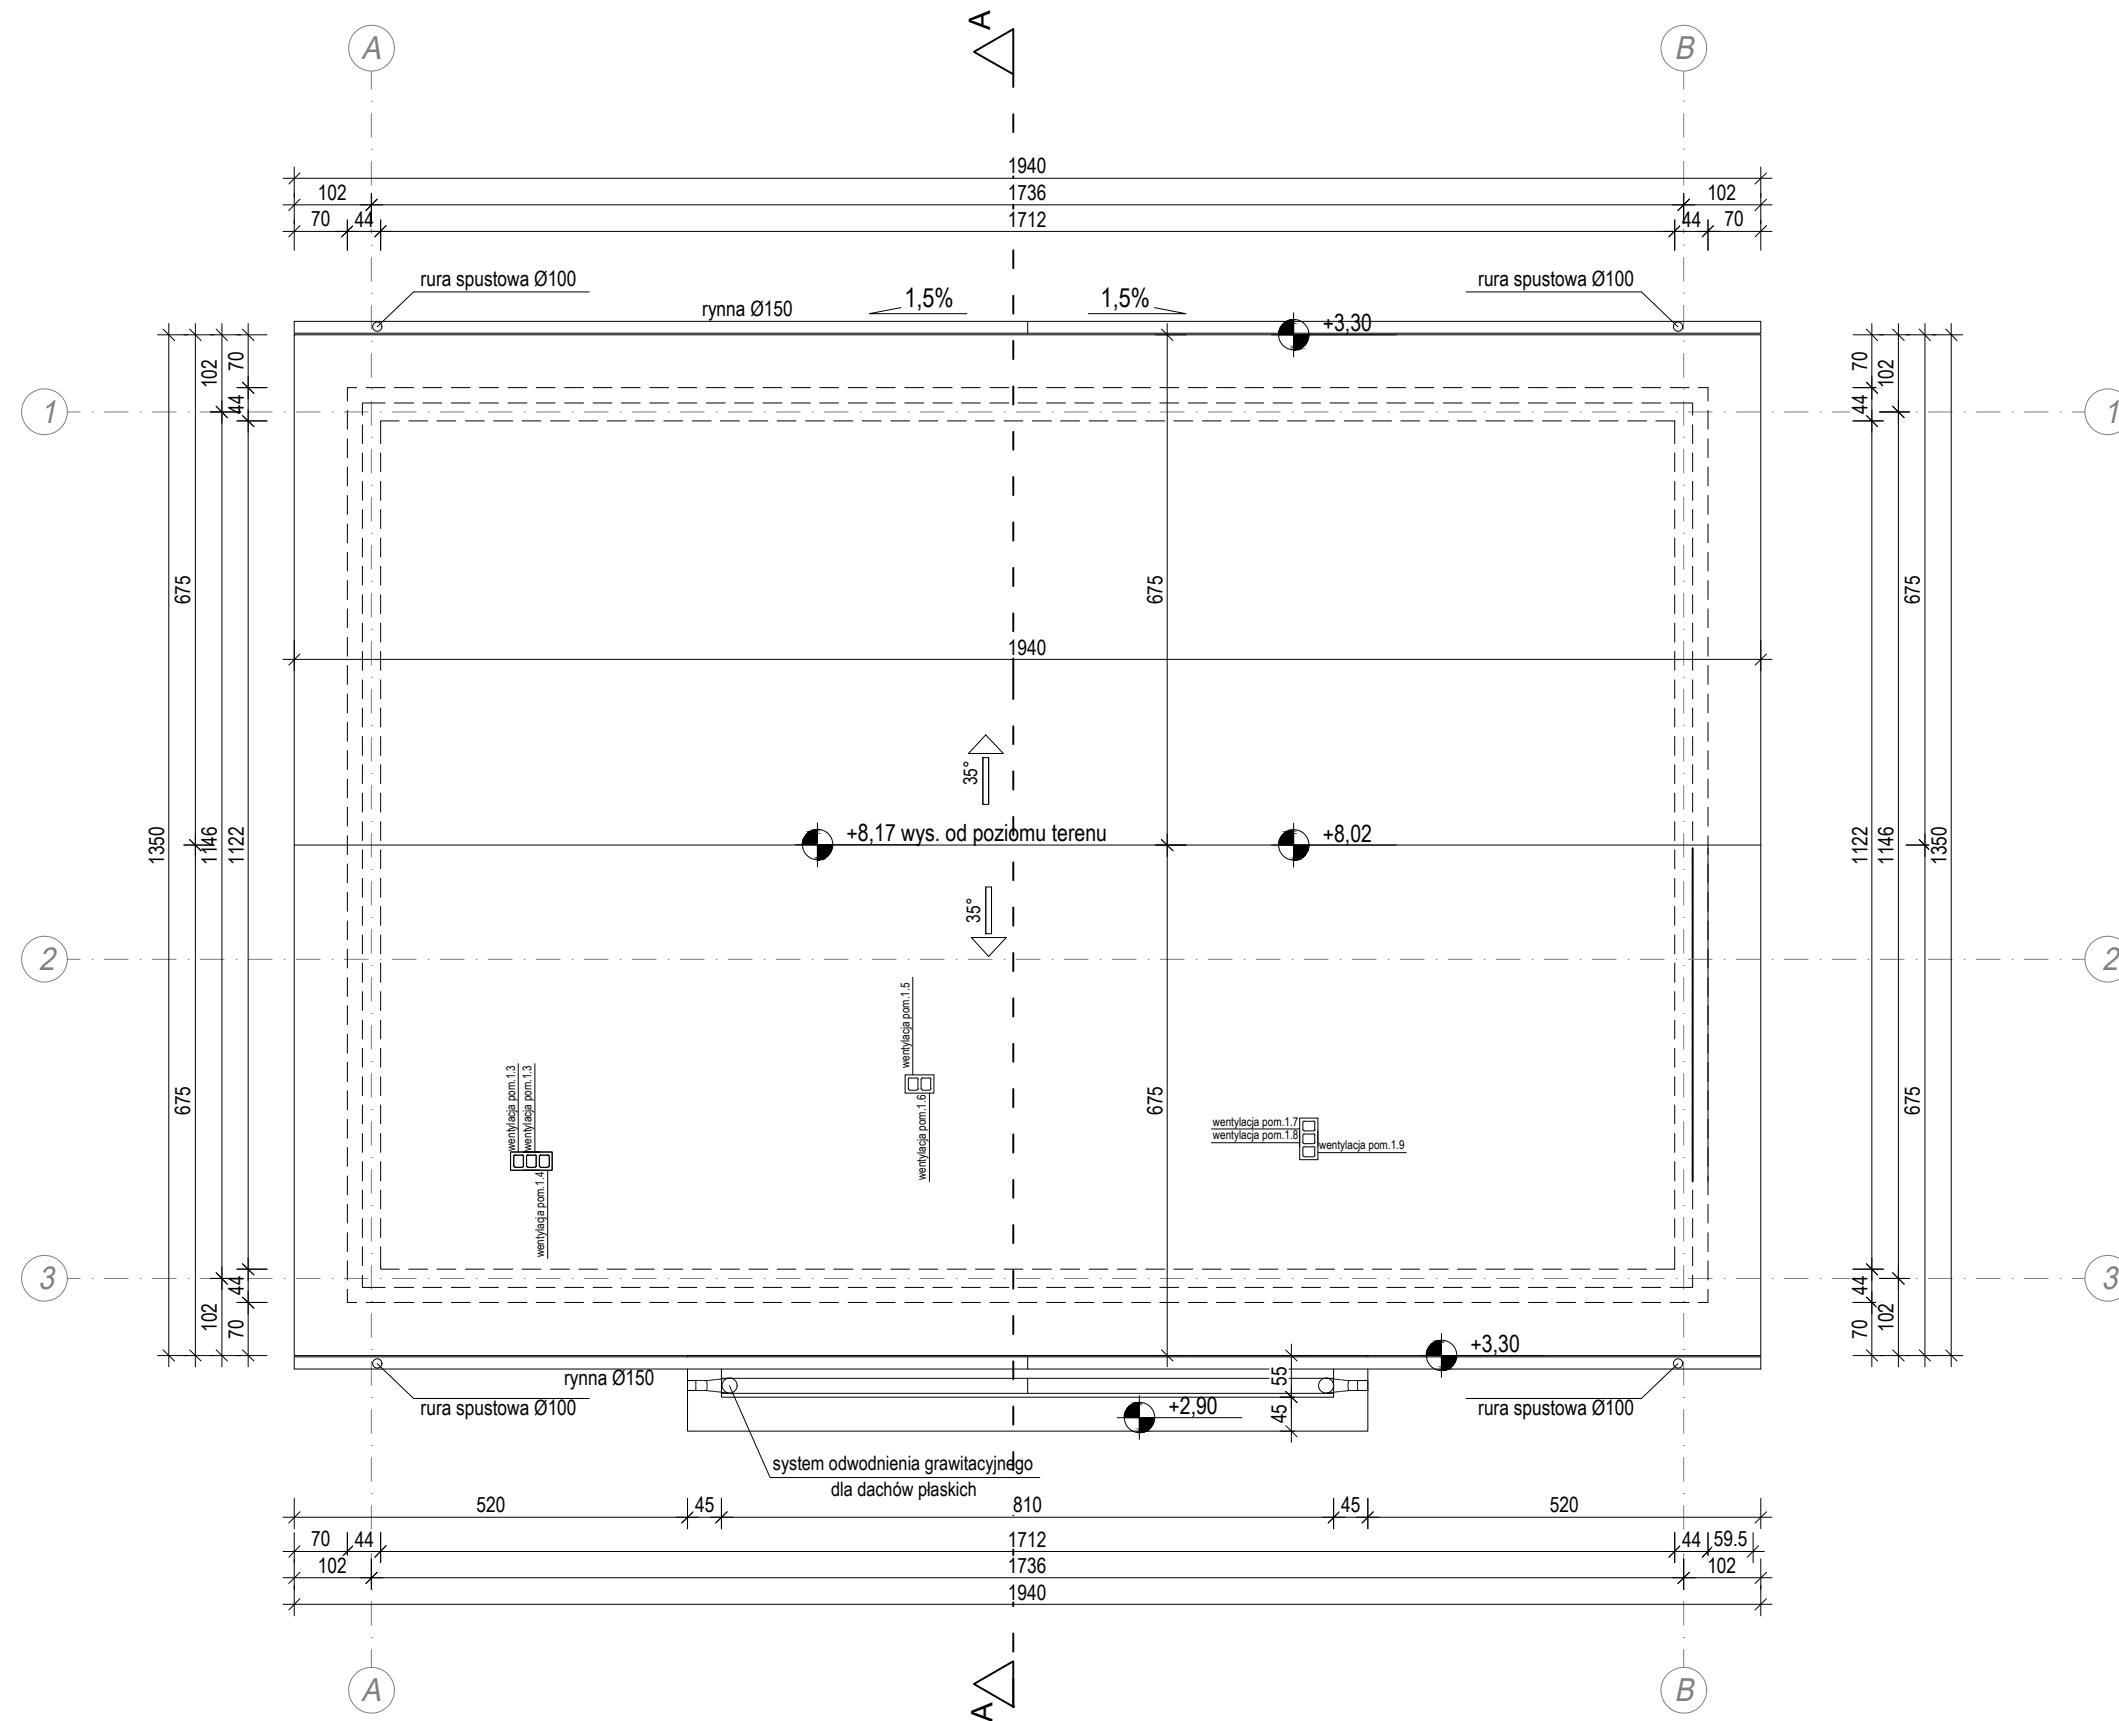 A
A
B
1940
102
1736
102
70
44
1712
44
70
rura spustowa Ø100
rynna Ø150
1,5%
1,5%
rura spustowa Ø100
+3,30
70
102
44
70
102
44
1
1
675
675
675
1940
35°
1350
1146
1122
+8,17 wys. od poziomu terenu
+8,02
1122
1146
1350
35°
2
2
wentylacja pom.1.5
wentylacja pom.1.3
wentylacja pom.1.3
wentylacja pom.1.6
wentylacja pom.1.4
wentylacja pom.1.7
wentylacja pom.1.8
wentylacja pom.1.9
675
675
675
3
3
44
102
70
44
102
70
+3,30
rynna Ø150
rura spustowa Ø100
55
45
+2,90
rura spustowa Ø100
system odwodnienia grawitacyjnego
dla dachów płaskich
520
45
810
45
520
70
44
1712
44
59.5
102
1736
102
1940
A
A
B